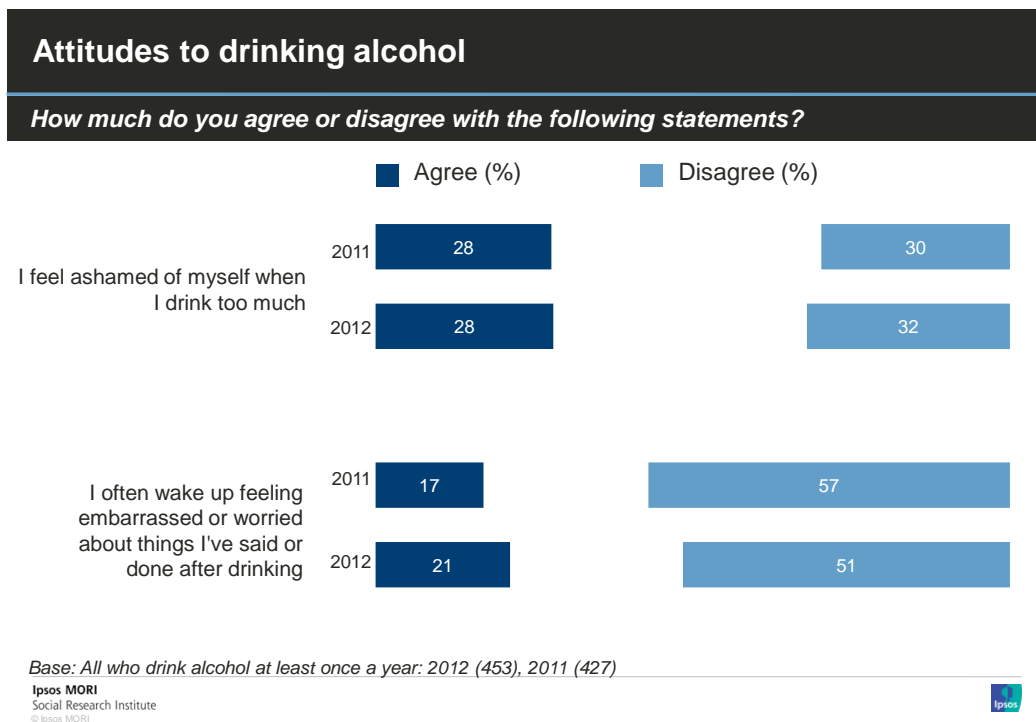 Attitudes to drinking alcohol
How much do you agree or disagree with the following statements?
Agree (%)
Disagree (%)
I feel ashamed of myself when
I drink too much
2011
28
30
2012
28
32
I often wake up feeling
embarrassed or worried
about things I've said or
done after drinking
2011
17
57
2012
21
51
Base: All who drink alcohol at least once a year: 2012 (453), 2011 (427)
Ipsos MORI
Social Research Institute
© Ipsos MORI
Ipsos